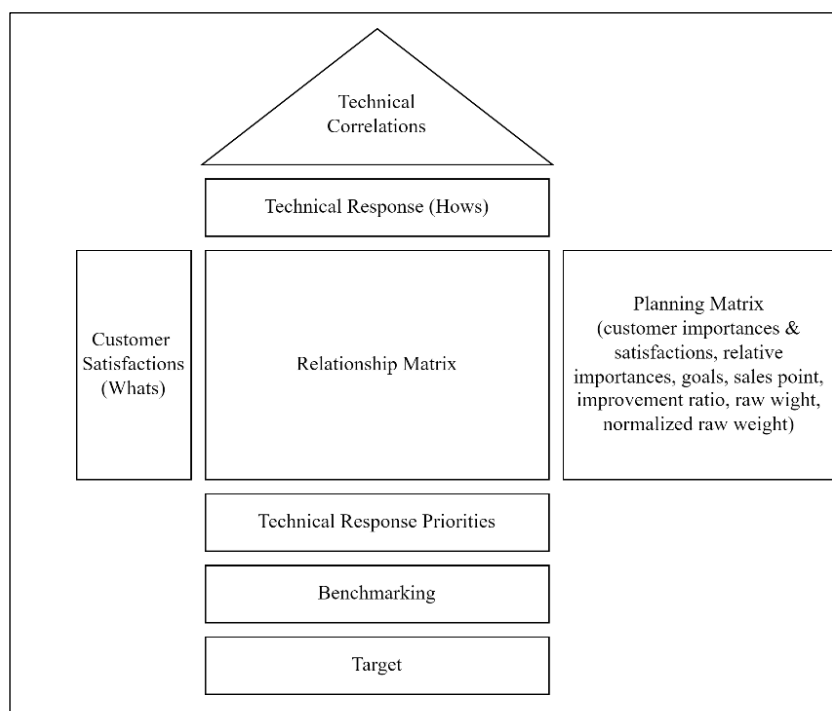 Technical
Correlations
Technical Response (Hows)
Customer
Satisfactions
(Whats)
Relationship Matrix
Planning Matrix
(customer importances &
satisfactions, relative
importances, goals, sales point,
improvement ratio, raw wight,
normalized raw weight)
Technical Response Priorities
Benchmarking
Target